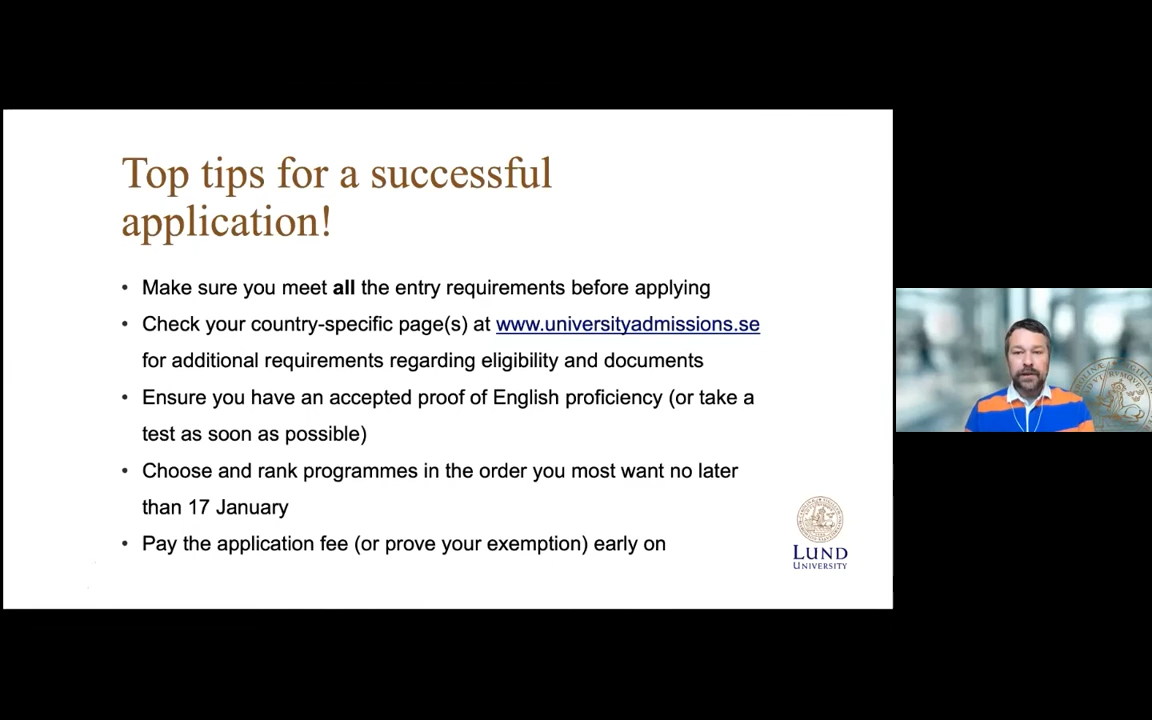 Top tips for a successful
application!
• Make sure you meet all the entry requirements before applying
• Check your country-specific page(s) at www.universityadmissions.se
for additional requirements regarding eligibility and documents
• Ensure you have an accepted proof of English proficiency (or take a
test as soon as possible)
• Choose and rank programmes in the order you most want no later
than 17 January
• Pay the application fee (or prove your exemption) early on
LUND
UNIVERSITY